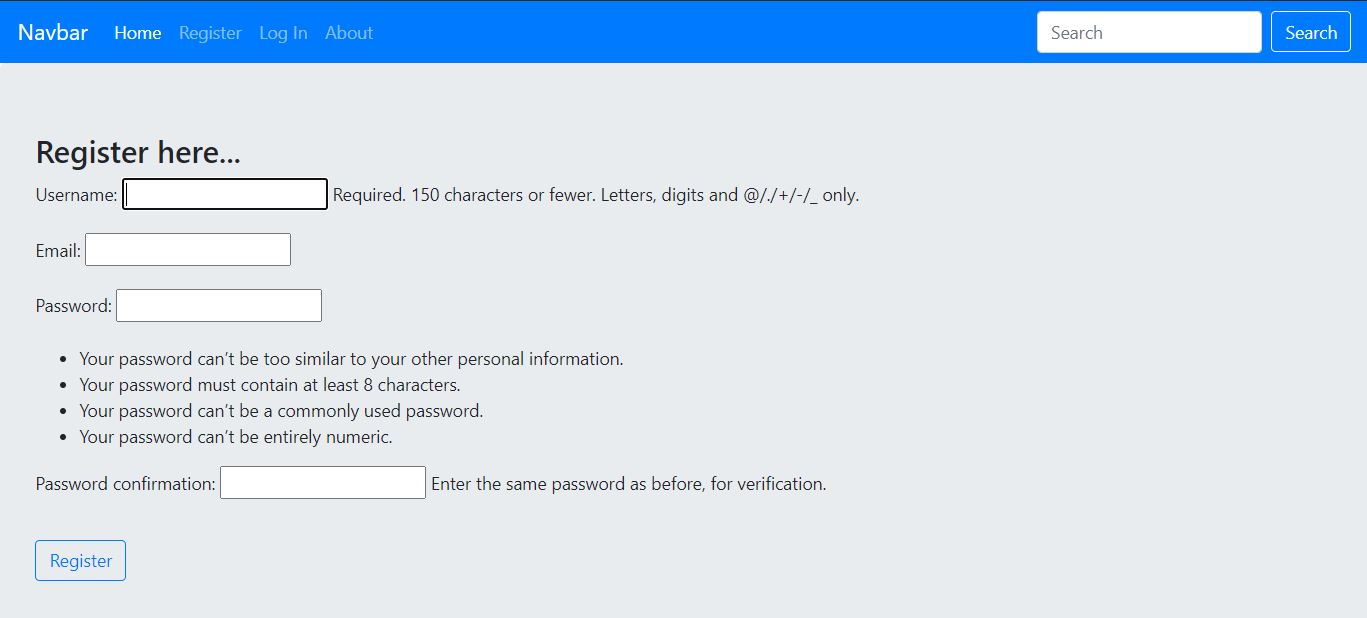 Navbar Home Register Log In About Search Search
Register here...
Username: Required. 150 characters or fewer. Letters, digits and @/./+/-/_ only.
Email:
Password:
Your password can't be too similar to your other personal information.
Your password must contain at least 8 characters.
Your password can't be a commonly used password.
Your password can't be entirely numeric.
Password confirmation: Enter the same password as before, for verification.
Register